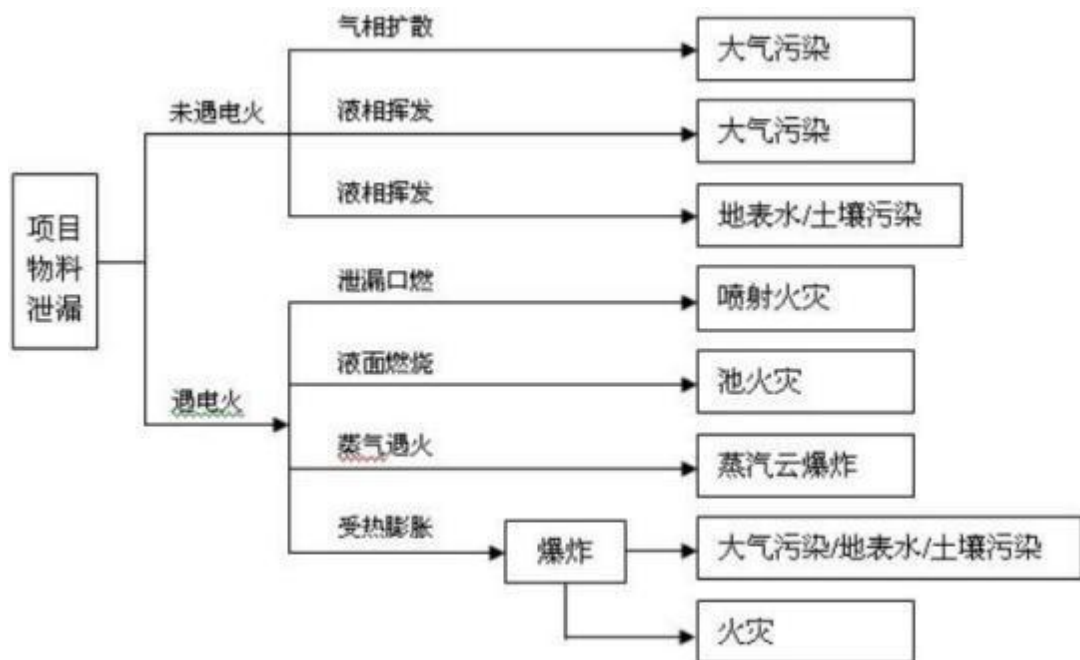 气相扩散
大气污染
未遇电火
液相挥发
大气污染
液相挥发
地表水/土壤污染
项目
物料
泄漏
泄漏口燃
喷射火灾
液面燃烧
池火灾
遇电火
蒸气遇火
蒸汽云爆炸
受热膨胀
爆炸
大气污染/地表水/土壤污染
火灾